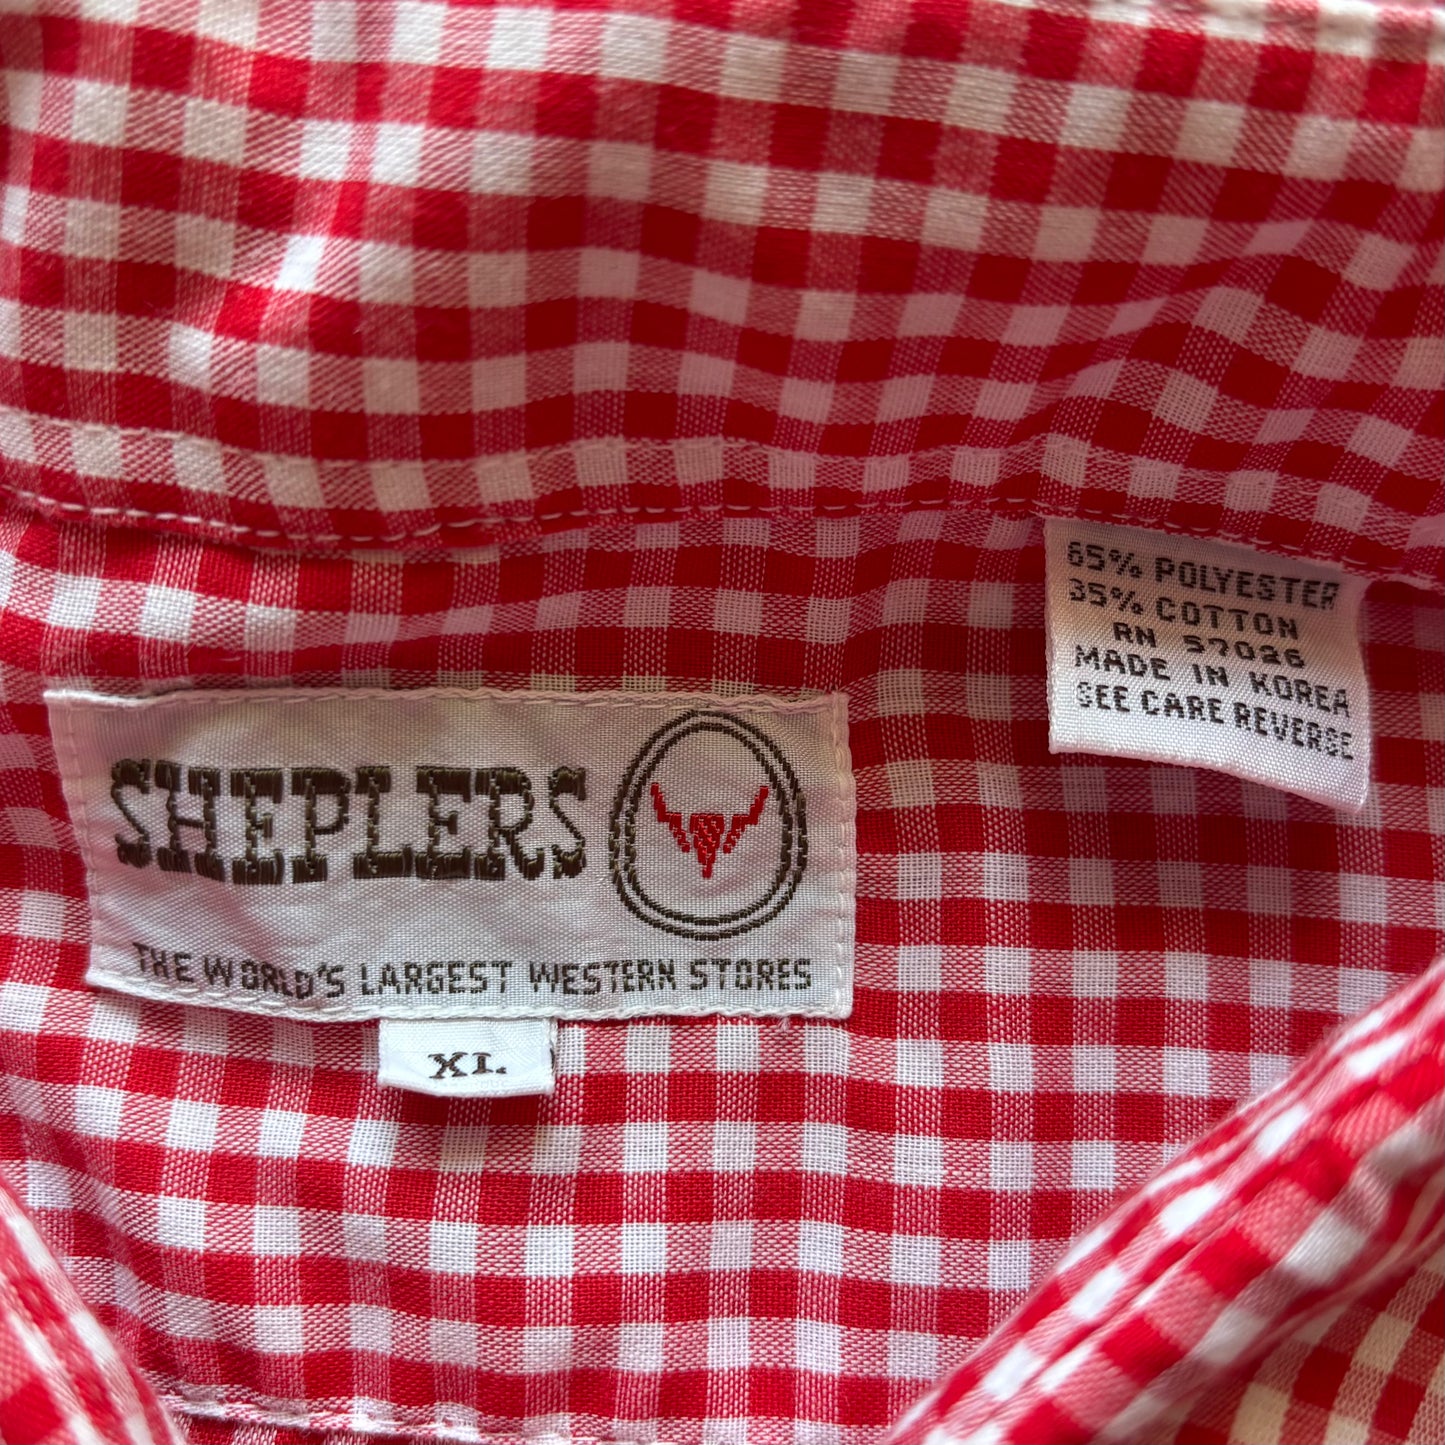 65% POLYESTER
35% COTTON
RN 57026
MADE IN KOREA
SEE CARE REVERSE
SHEPLERS
THE WORLD'S LARGEST WESTERN STORES
XL